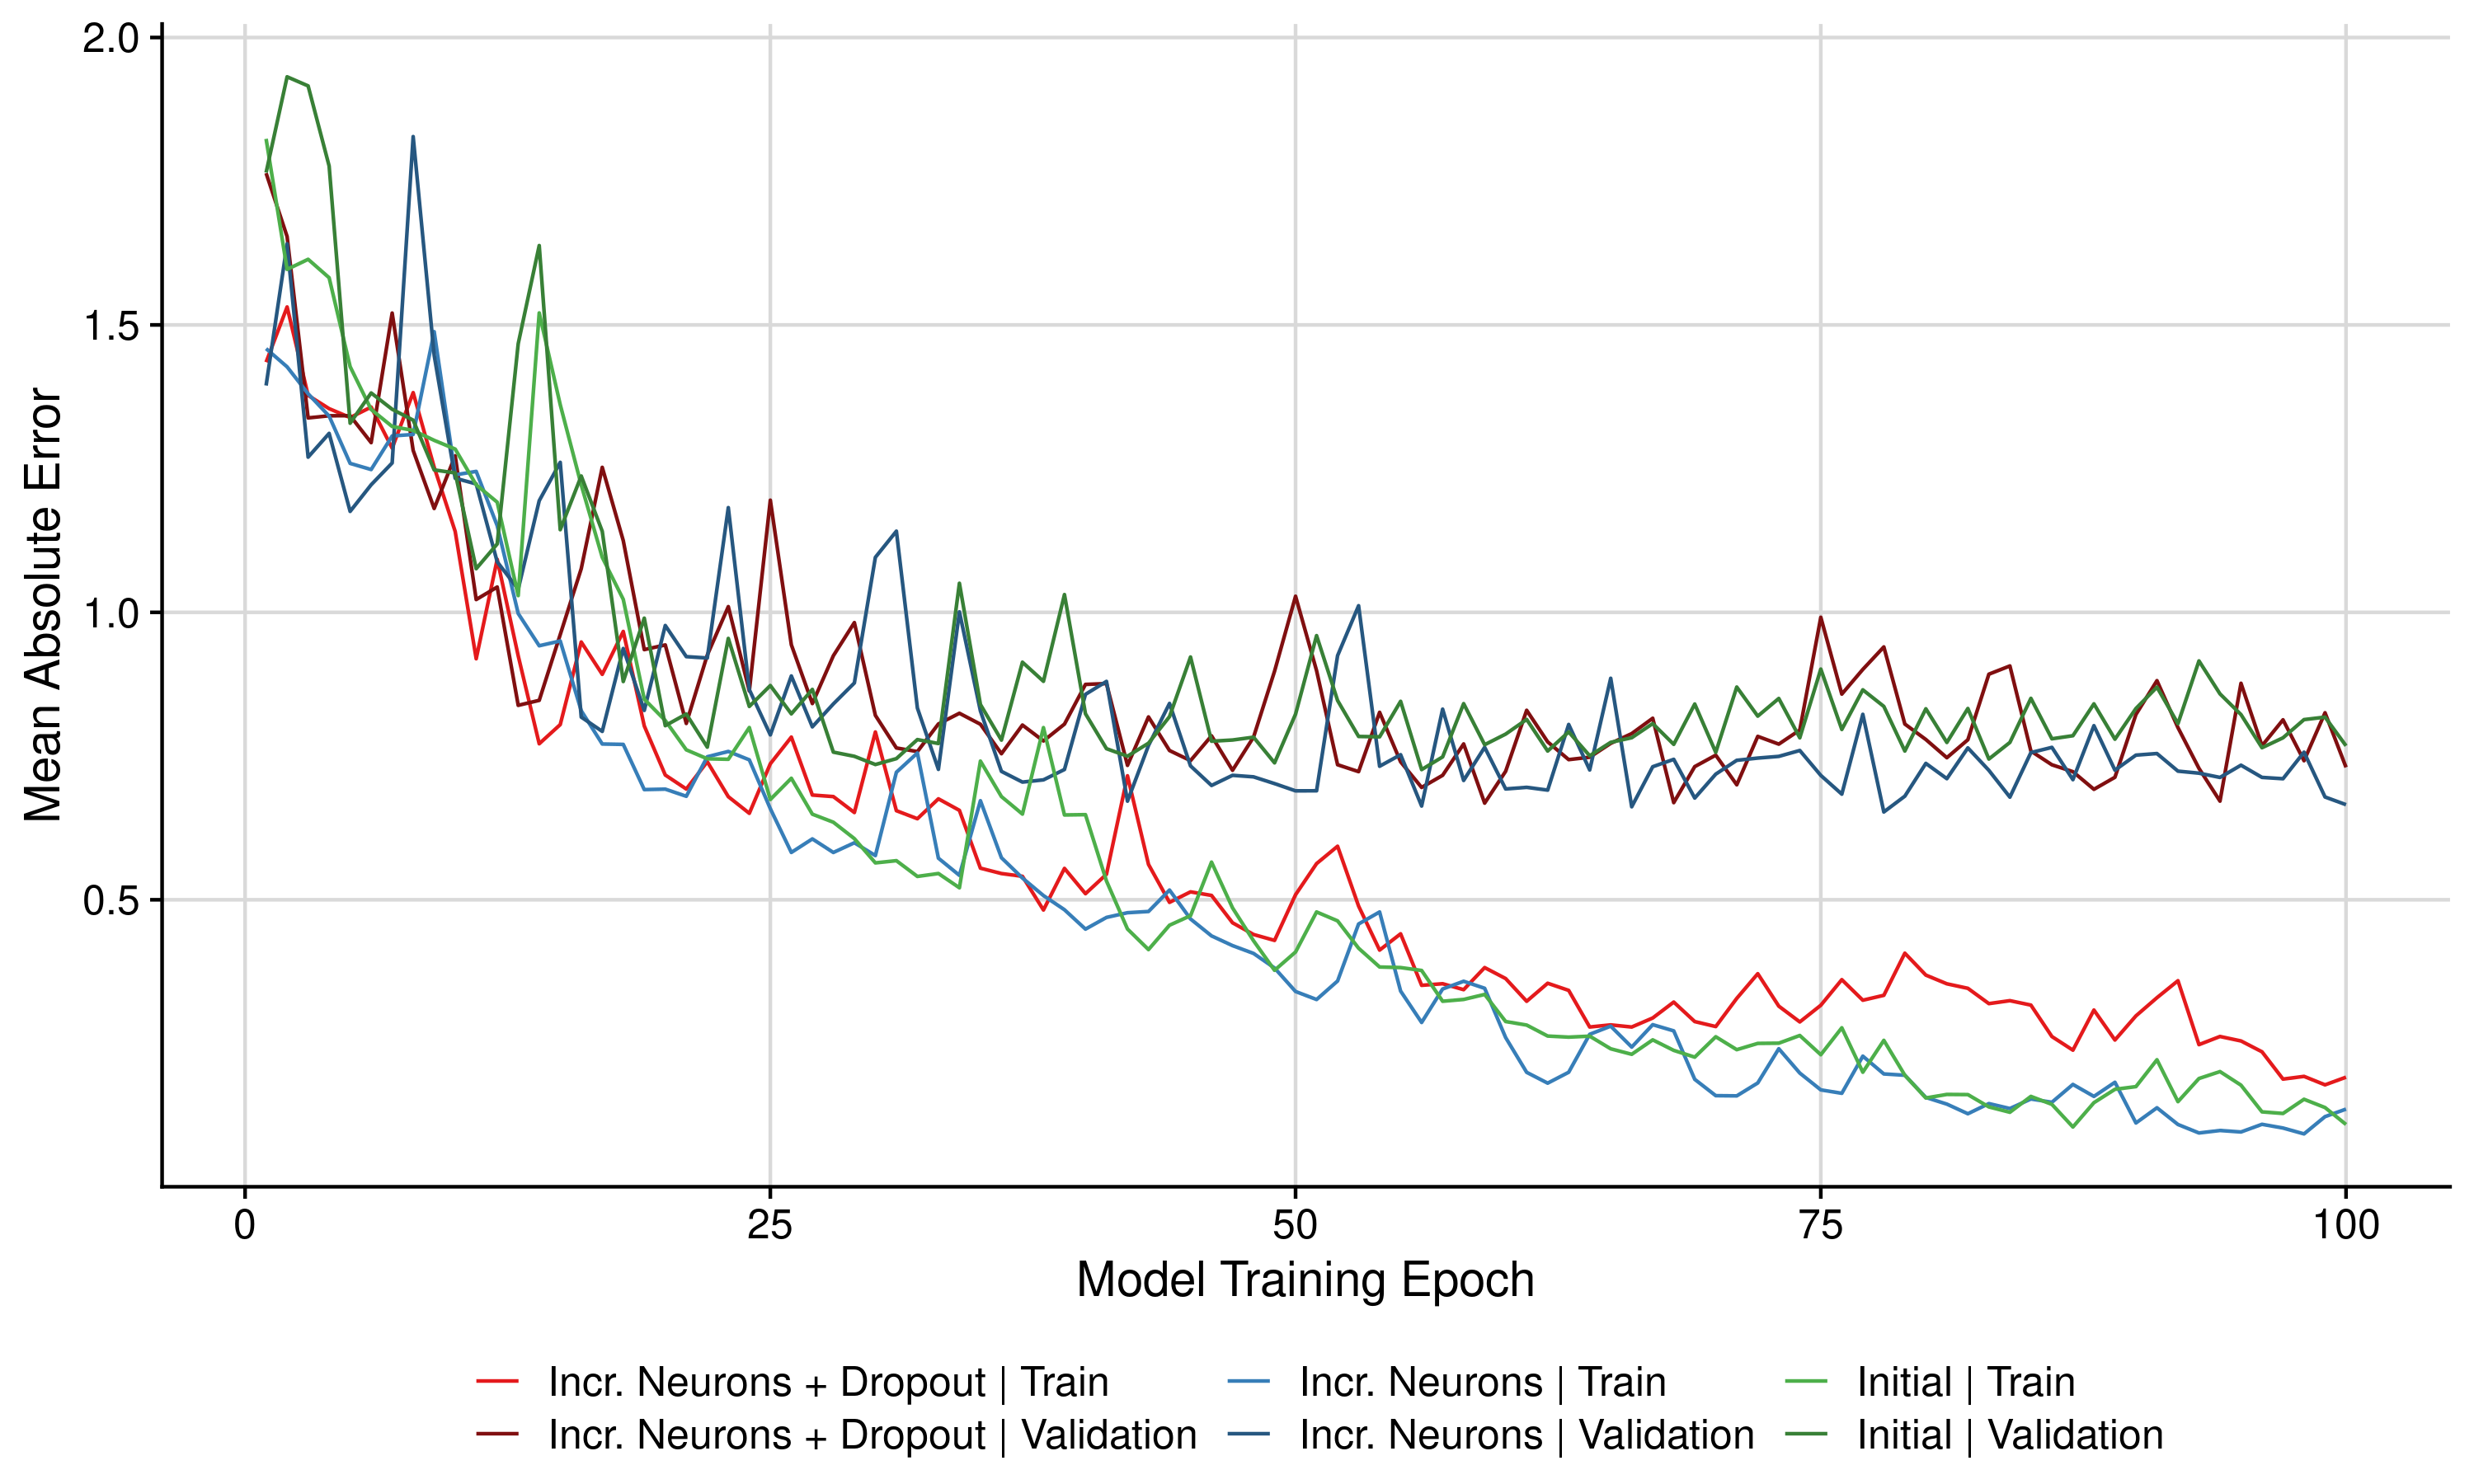 2.0
1.5
1.0
0.5
Mean Absolute Error
0 25 50 75 100
Model Training Epoch
Incr. Neurons + Dropout | Train Incr. Neurons | Train Initial | Train
Incr. Neurons + Dropout | Validation Incr. Neurons | Validation Initial | Validation